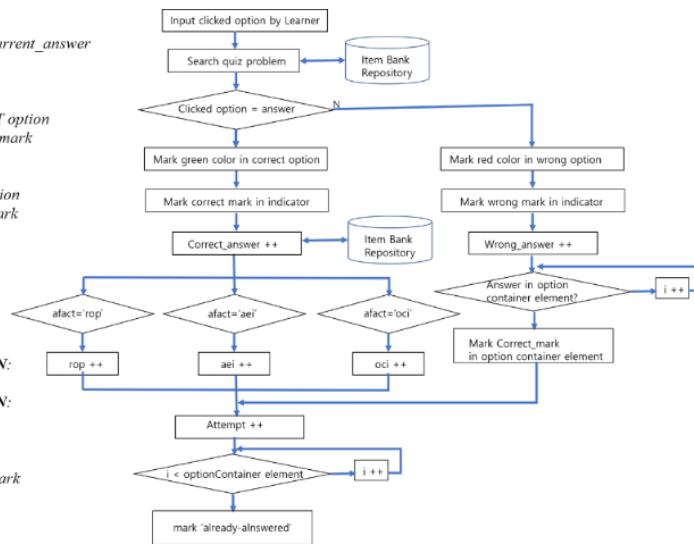 Input clicked option by Learner
urrent_answer
Search quiz problem
Item Bank
Repository
Clicked option = answer
N
T option
mark
Mark green color in correct option
Mark red color in wrong option
ion
ark
Mark correct mark in indicator
Mark wrong mark in indicator
Correct_answer ++
Item Bank
Repository
Wrong_answer ++
Answer in option
container element?
i ++
afact='rop'
afact='aei'
afact='oci'
Mark Correct_mark
in option container element
N:
rop ++
aei ++
oci ++
N:
Attempt ++
i < optionContainer element
i ++
ark
mark 'already-alnswered'